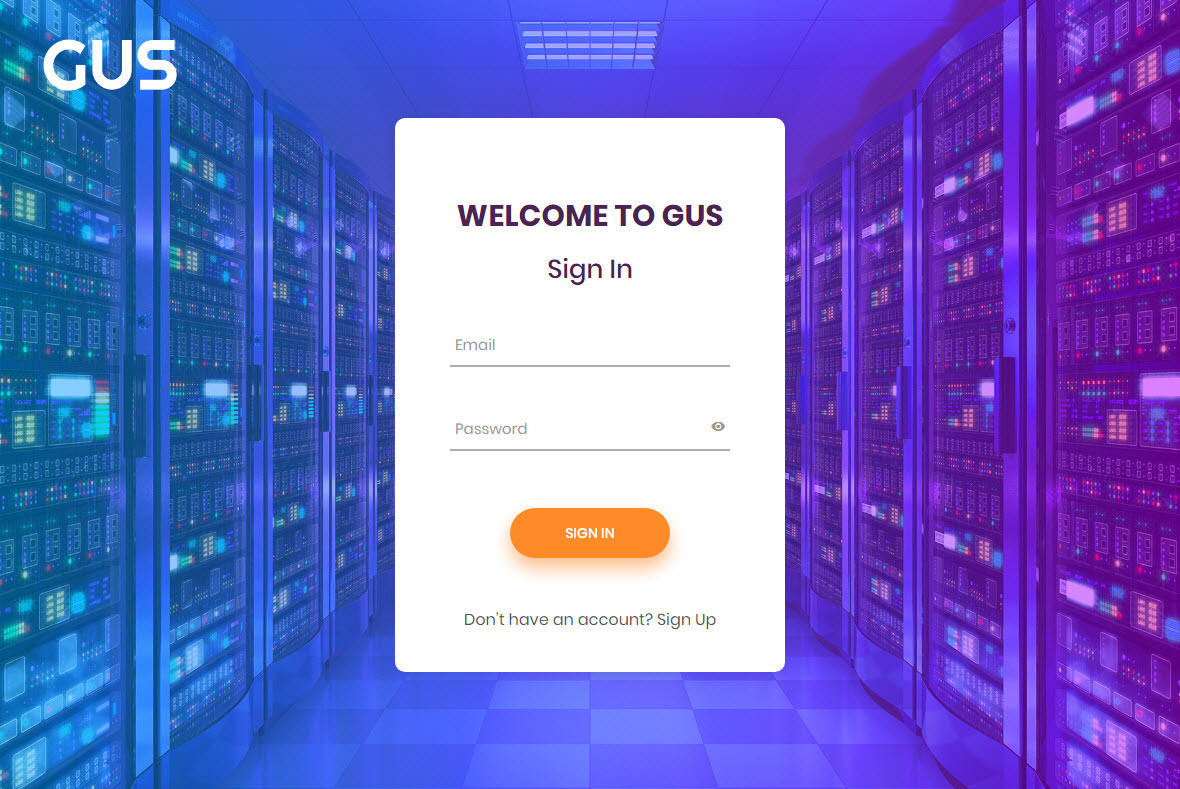 GUS
WELCOME TO GUS
Sign In
Email
Password
SIGN IN
Don't have an account? Sign Up